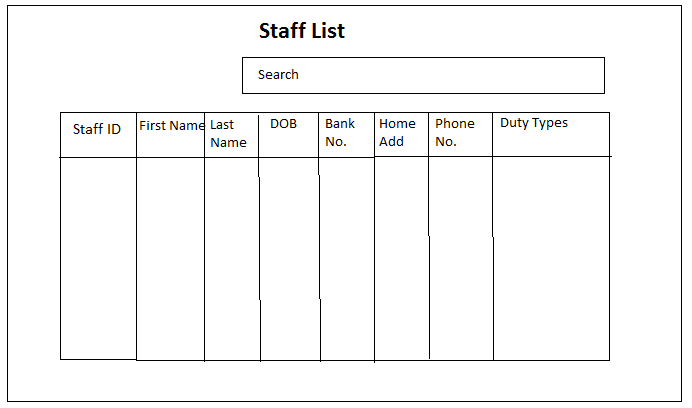 Staff List
Search
Staff ID
First Name
Last
Name
DOB
Bank
No.
Home
Add
Phone
No.
Duty Types